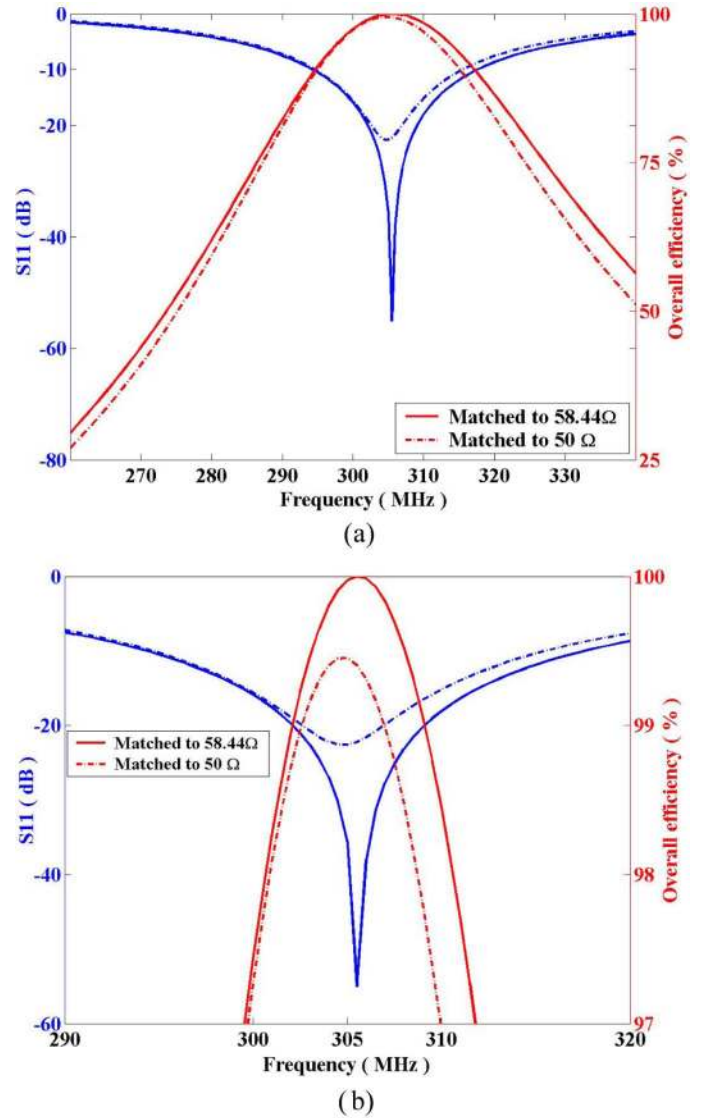 0
-10
-20
-40
-60
-80
S11 ( dB )
100
75
50
25
Overall efficiency ( % )
Matched to 58.44Ω
Matched to 50 Ω
270 280 290 300 310 320 330
Frequency ( MHz )
(a)
0
-20
-40
-60
S11 ( dB )
100
99
98
97
Overall efficiency ( % )
Matched to 58.44Ω
Matched to 50 Ω
290 300 305 310 320
Frequency ( MHz )
(b)